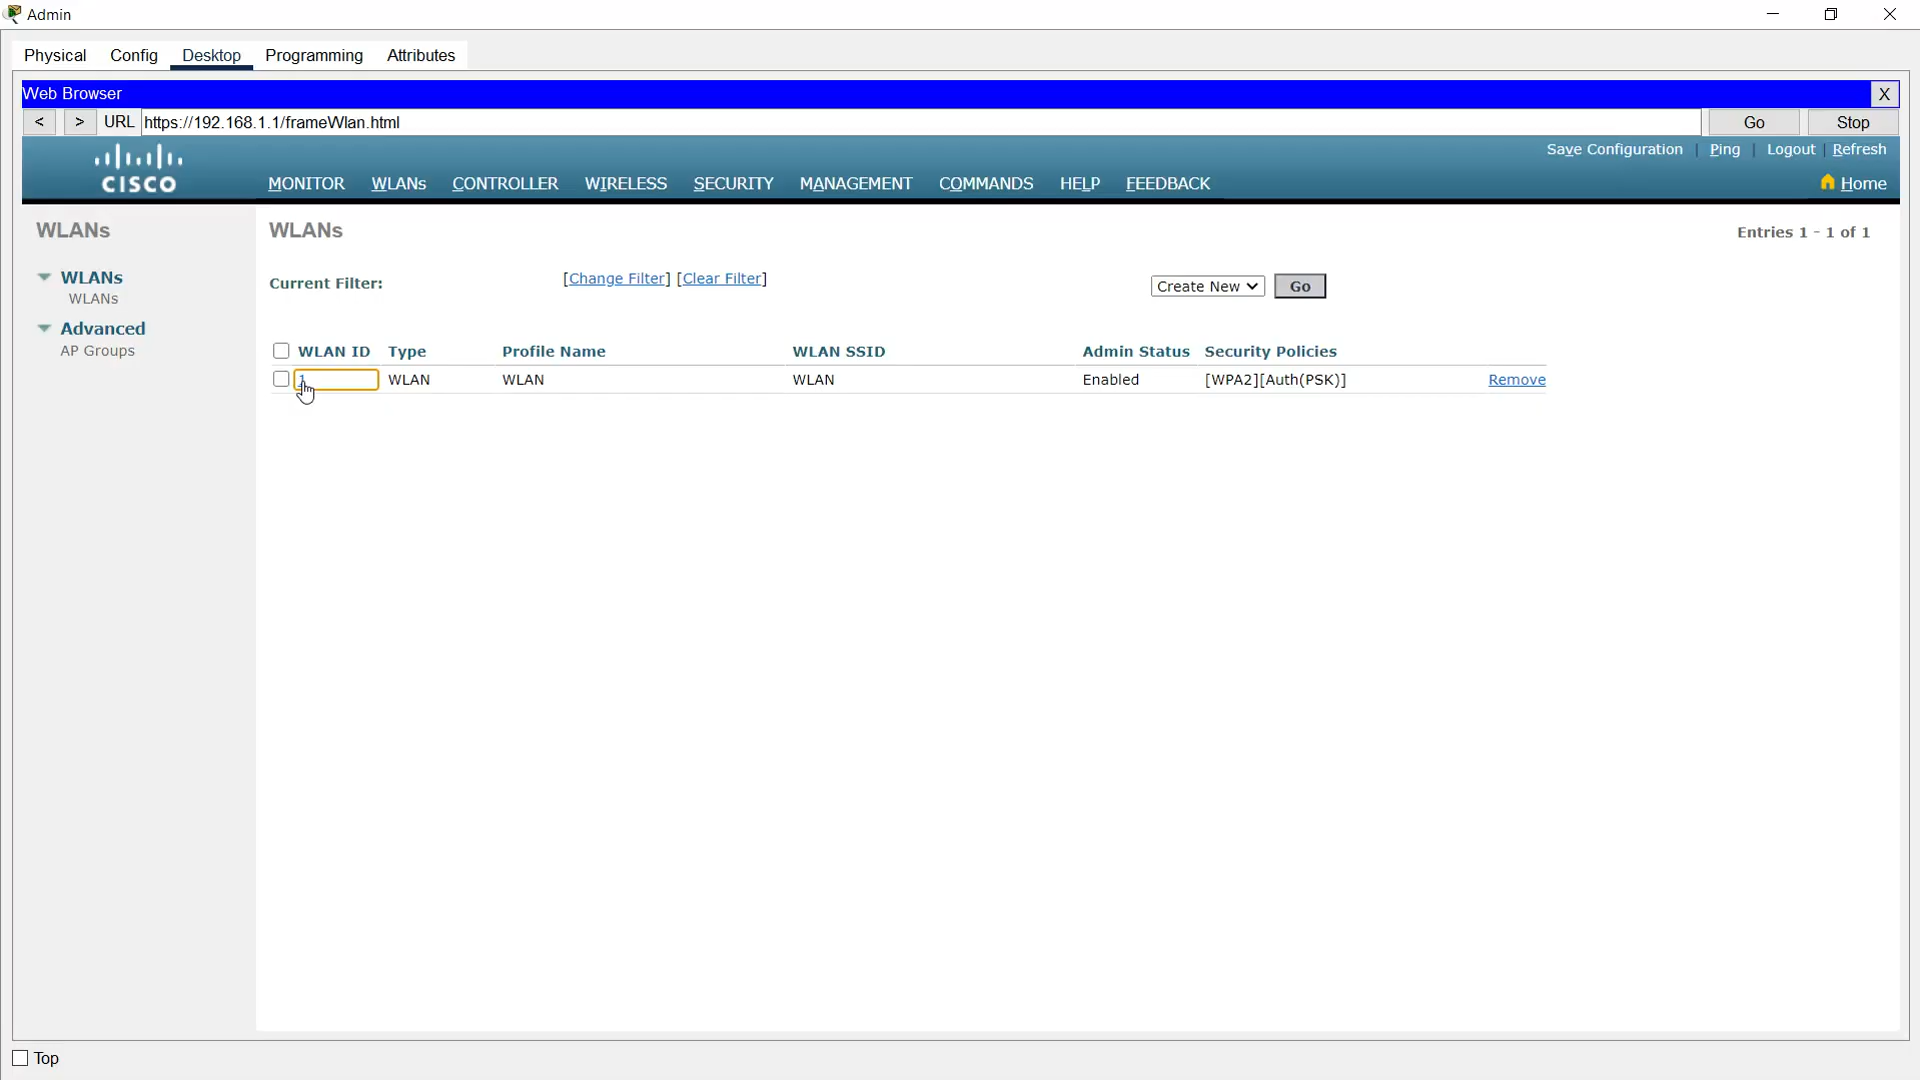 Admin
Physical Config Desktop Programming Attributes
Web Browser X
< > URL https://192.168.1.1/frameWlan.html Go Stop
Save Configuration | Ping | Logout | Refresh
CISCO MONITOR WLANs CONTROLLER WIRELESS SECURITY MANAGEMENT COMMANDS HELP FEEDBACK Home
WLANs
WLANs
WLANs
Advanced
AP Groups
WLANs Entries 1 - 1 of 1
Current Filter: [Change Filter] [Clear Filter] Create New Go
WLAN ID Type Profile Name WLAN SSID Admin Status Security Policies
1 WLAN WLAN WLAN Enabled [WPA2][Auth(PSK)] Remove
Top